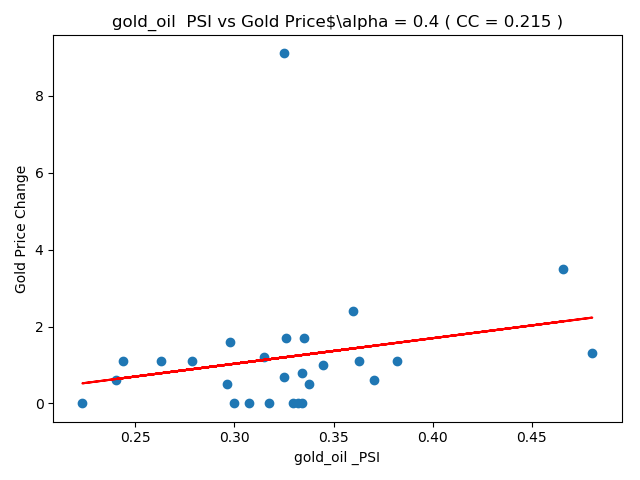 gold_oil  PSI vs Gold Price$\alpha = 0.4 ( CC = 0.215 )
Gold Price Change
8
6
4
2
0
0.25 0.30 0.35 0.40 0.45
gold_oil _PSI